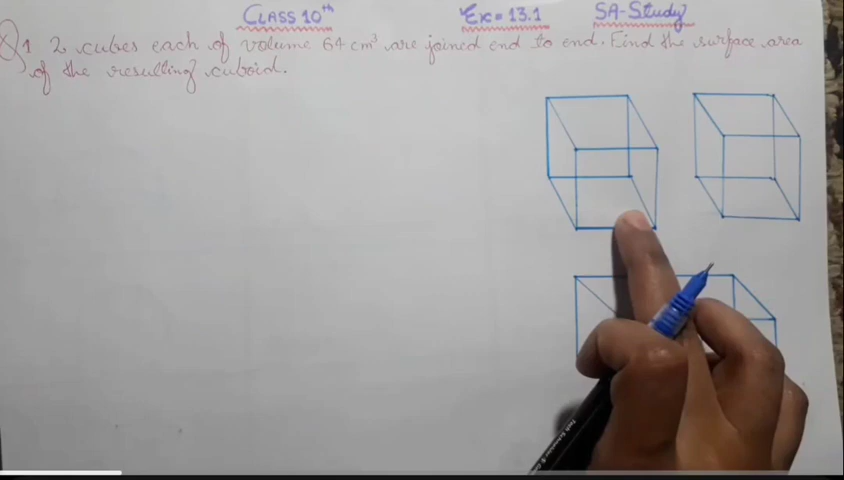 CLASS 10th Ex = 13.1 SA-Study
Q1 2 cubes each of volume 64 cm³ are joined end to end. Find the surface area
of the resulting cuboid.